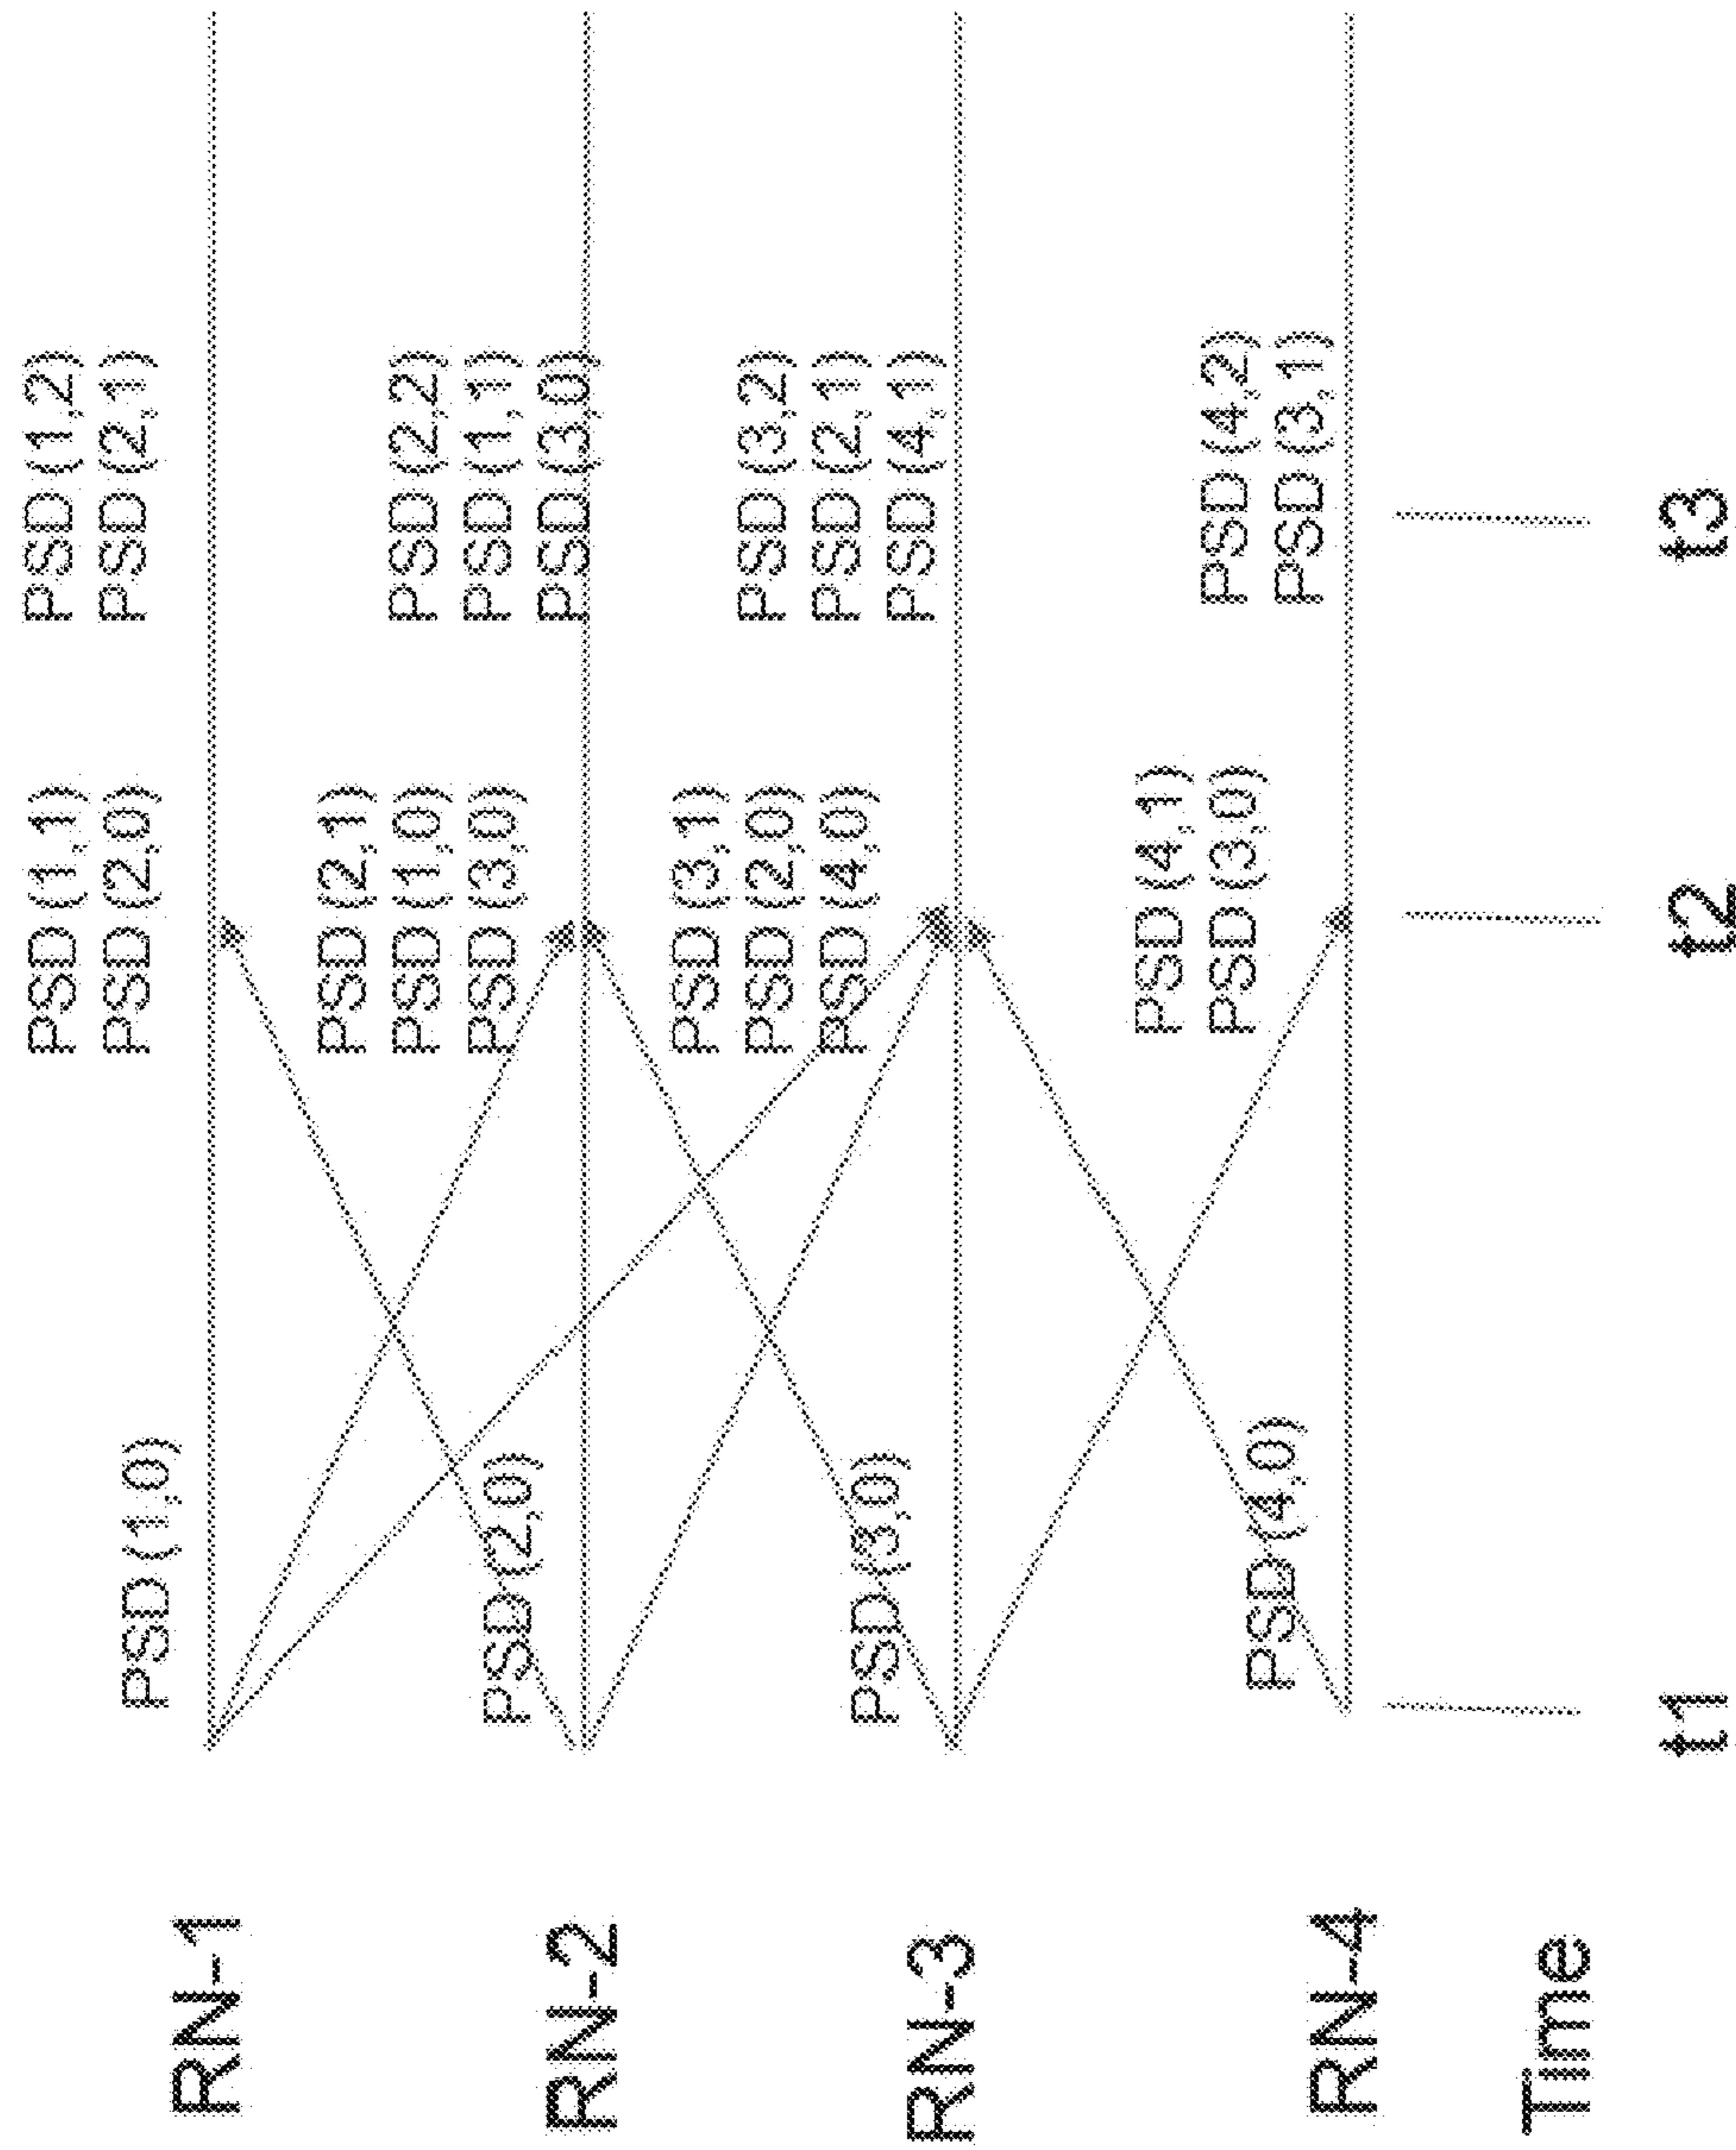 RN-1
PSD (1,0)
PSD (1,1)
PSD (2,0)
PSD (1,2)
PSD (2,1)
RN-2
PSD (2,0)
PSD (2,1)
PSD (1,0)
PSD (3,0)
PSD (2,2)
PSD (1,1)
PSD (3,0)
RN-3
PSD (3,0)
PSD (3,1)
PSD (2,0)
PSD (4,0)
PSD (3,2)
PSD (2,1)
PSD (4,1)
RN-4
PSD (4,0)
PSD (4,1)
PSD (3,0)
PSD (4,2)
PSD (3,1)
Time
t1
t2
t3